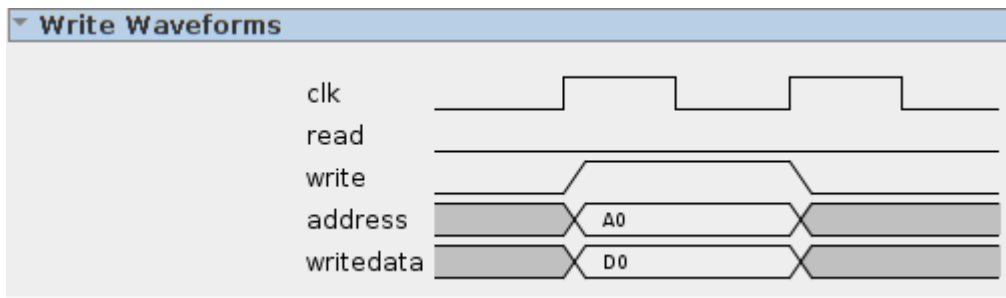 Write Waveforms
clk
read
write
address A0
writedata D0